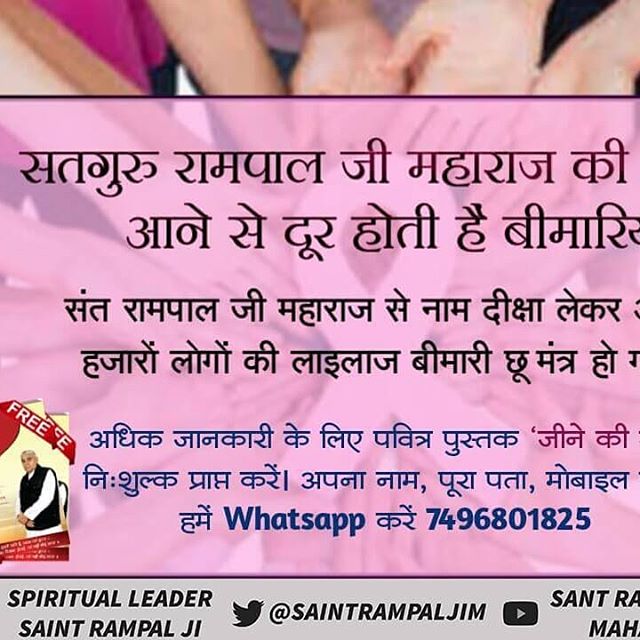 सतगुरु रामपाल जी महाराज की
आने से दूर होती हैं
संत रामपाल जी महाराज से नाम दीक्षा लेकर
हजारों लोगों की लाइलाज बीमारी छू मंत्र हो
FREE
अधिक जानकारी के लिए पवित्र पुस्तक 'जीने की
निःशुल्क प्राप्त करें। अपना नाम, पूरा पता, मोबाइल
हमें Whatsapp करें 7496801825
SPIRITUAL LEADER
SAINT RAMPAL JI
@SAINTRAMPALJIM
SANT